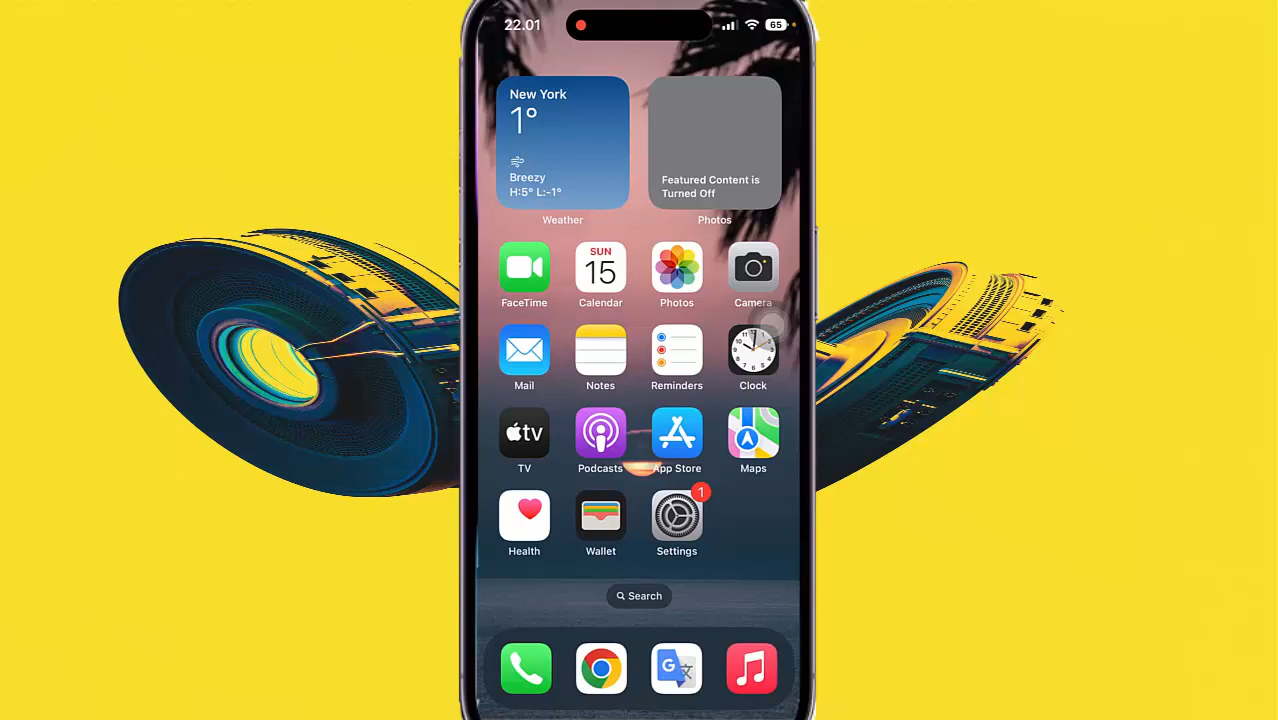 22.01
65
New York
1°
Breezy
H:5° L:-1°
Weather
Featured Content is
Turned Off
Photos
FaceTime
SUN
15
Calendar
Photos
Camera
Mail
Notes
Reminders
Clock
tv
TV
Podcasts
App Store
Maps
Health
Wallet
1
Settings
Search
G
文